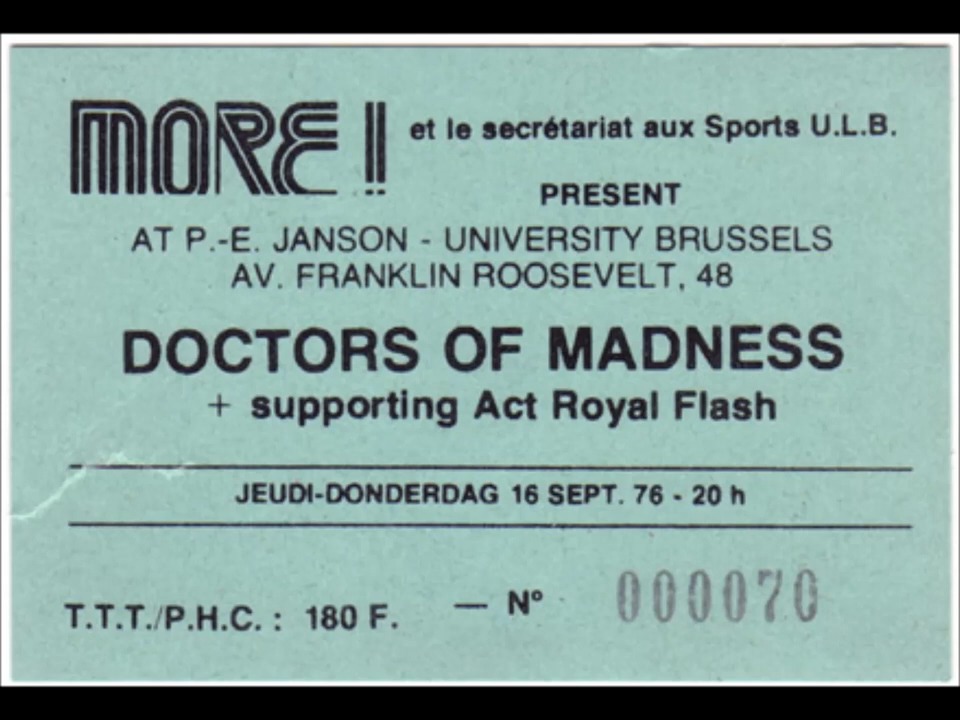 MORE! et le secrétariat aux Sports U.L.B.
PRESENT
AT P.-E. JANSON - UNIVERSITY BRUSSELS
AV. FRANKLIN ROOSEVELT, 48
DOCTORS OF MADNESS
+ supporting Act Royal Flash
JEUDI-DONDERDAG 16 SEPT. 76 - 20 h
T.T.T./P.H.C. : 180 F. — Nº 000070